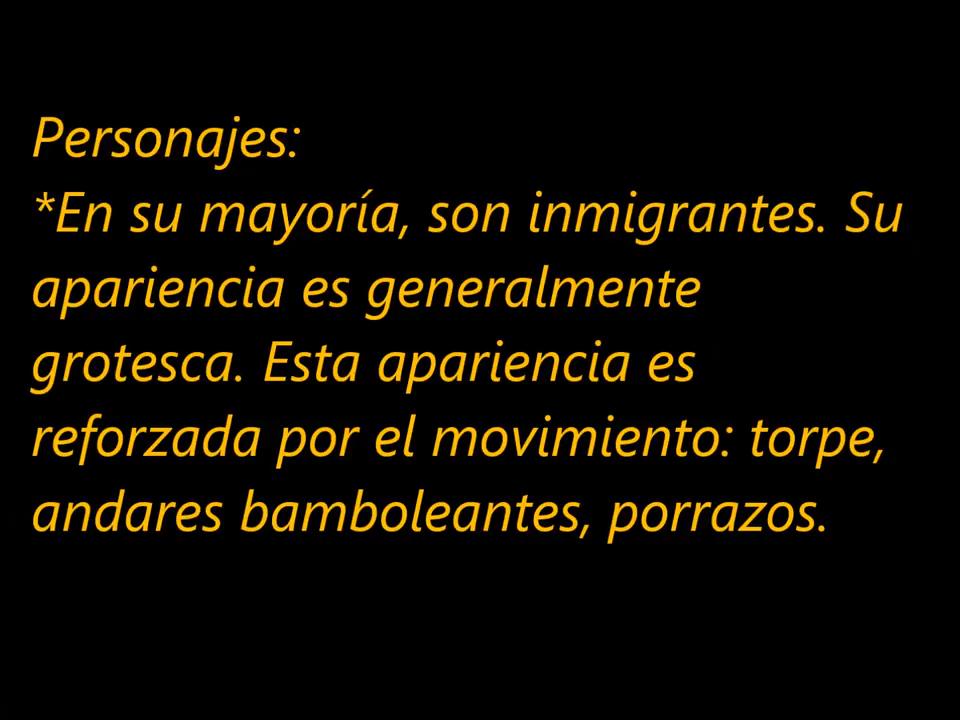 Personajes:
*En su mayoría, son inmigrantes. Su
apariencia es generalmente
grotesca. Esta apariencia es
reforzada por el movimiento: torpe,
andares bamboleantes, porrazos.